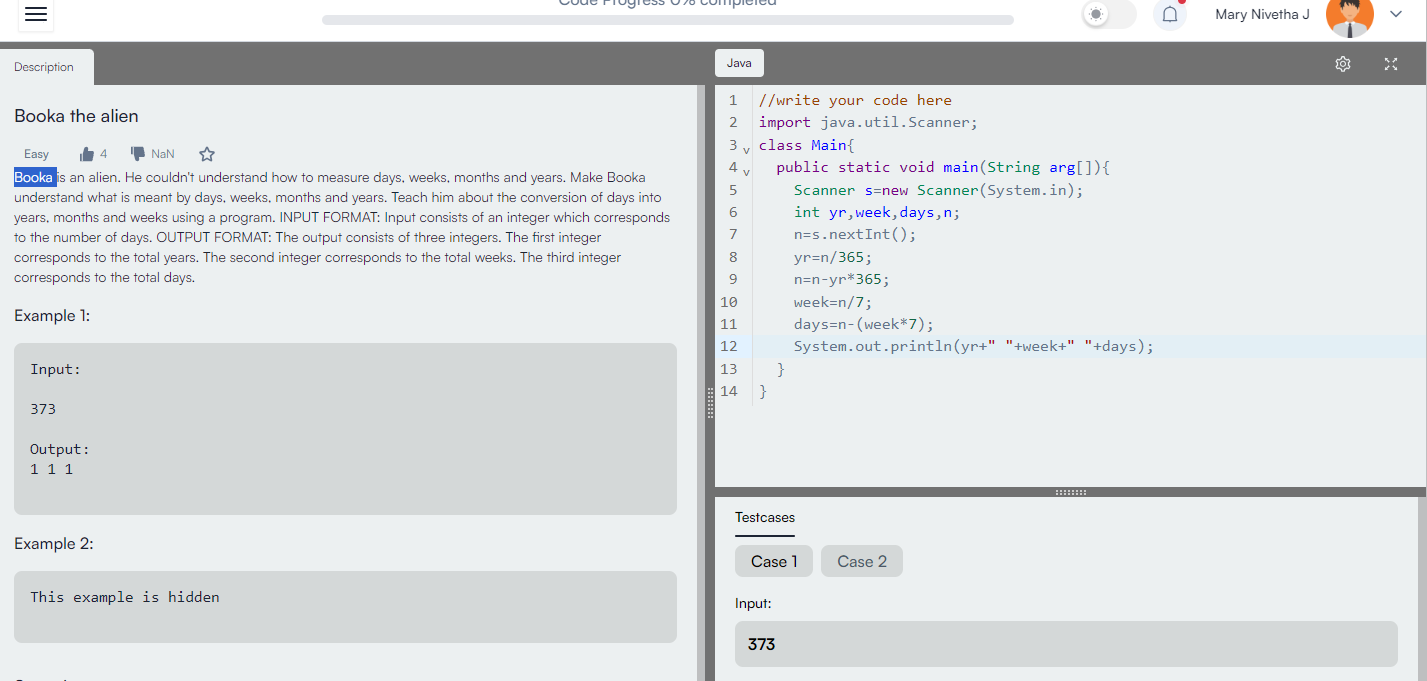 Code Progress 0% completed
Mary Nivetha J
Description
Booka the alien
Easy 4 NaN
Booka is an alien. He couldn't understand how to measure days, weeks, months and years. Make Booka
understand what is meant by days, weeks, months and years. Teach him about the conversion of days into
years, months and weeks using a program. INPUT FORMAT: Input consists of an integer which corresponds
to the number of days. OUTPUT FORMAT: The output consists of three integers. The first integer
corresponds to the total years. The second integer corresponds to the total weeks. The third integer
corresponds to the total days.
Example 1:
Input:
373
Output:
1 1 1
Example 2:
This example is hidden
Java
1 //write your code here
2 import java.util.Scanner;
3 class Main{
4 public static void main(String arg[]){
5 Scanner s=new Scanner(System.in);
6 int yr,week,days,n;
7 n=s.nextInt();
8 yr=n/365;
9 n=n-yr*365;
10 week=n/7;
11 days=n-(week*7);
12 System.out.println(yr+" "+week+" "+days);
13 }
14 }
Testcases
Case 1 Case 2
Input:
373